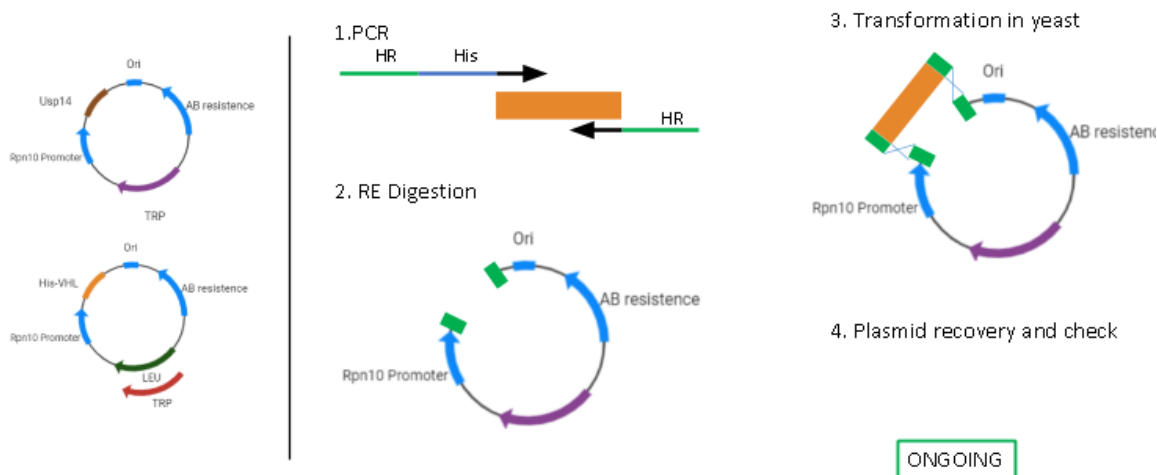 Ori
Usp14
AB resistence
Rpn10 Promoter
TRP
Ori
His-VHL
AB resistence
Rpn10 Promoter
LEU
TRP
1.PCR
HR His
HR
2. RE Digestion
Ori
AB resistence
Rpn10 Promoter
3. Transformation in yeast
Ori
AB resistence
Rpn10 Promoter
4. Plasmid recovery and check
ONGOING